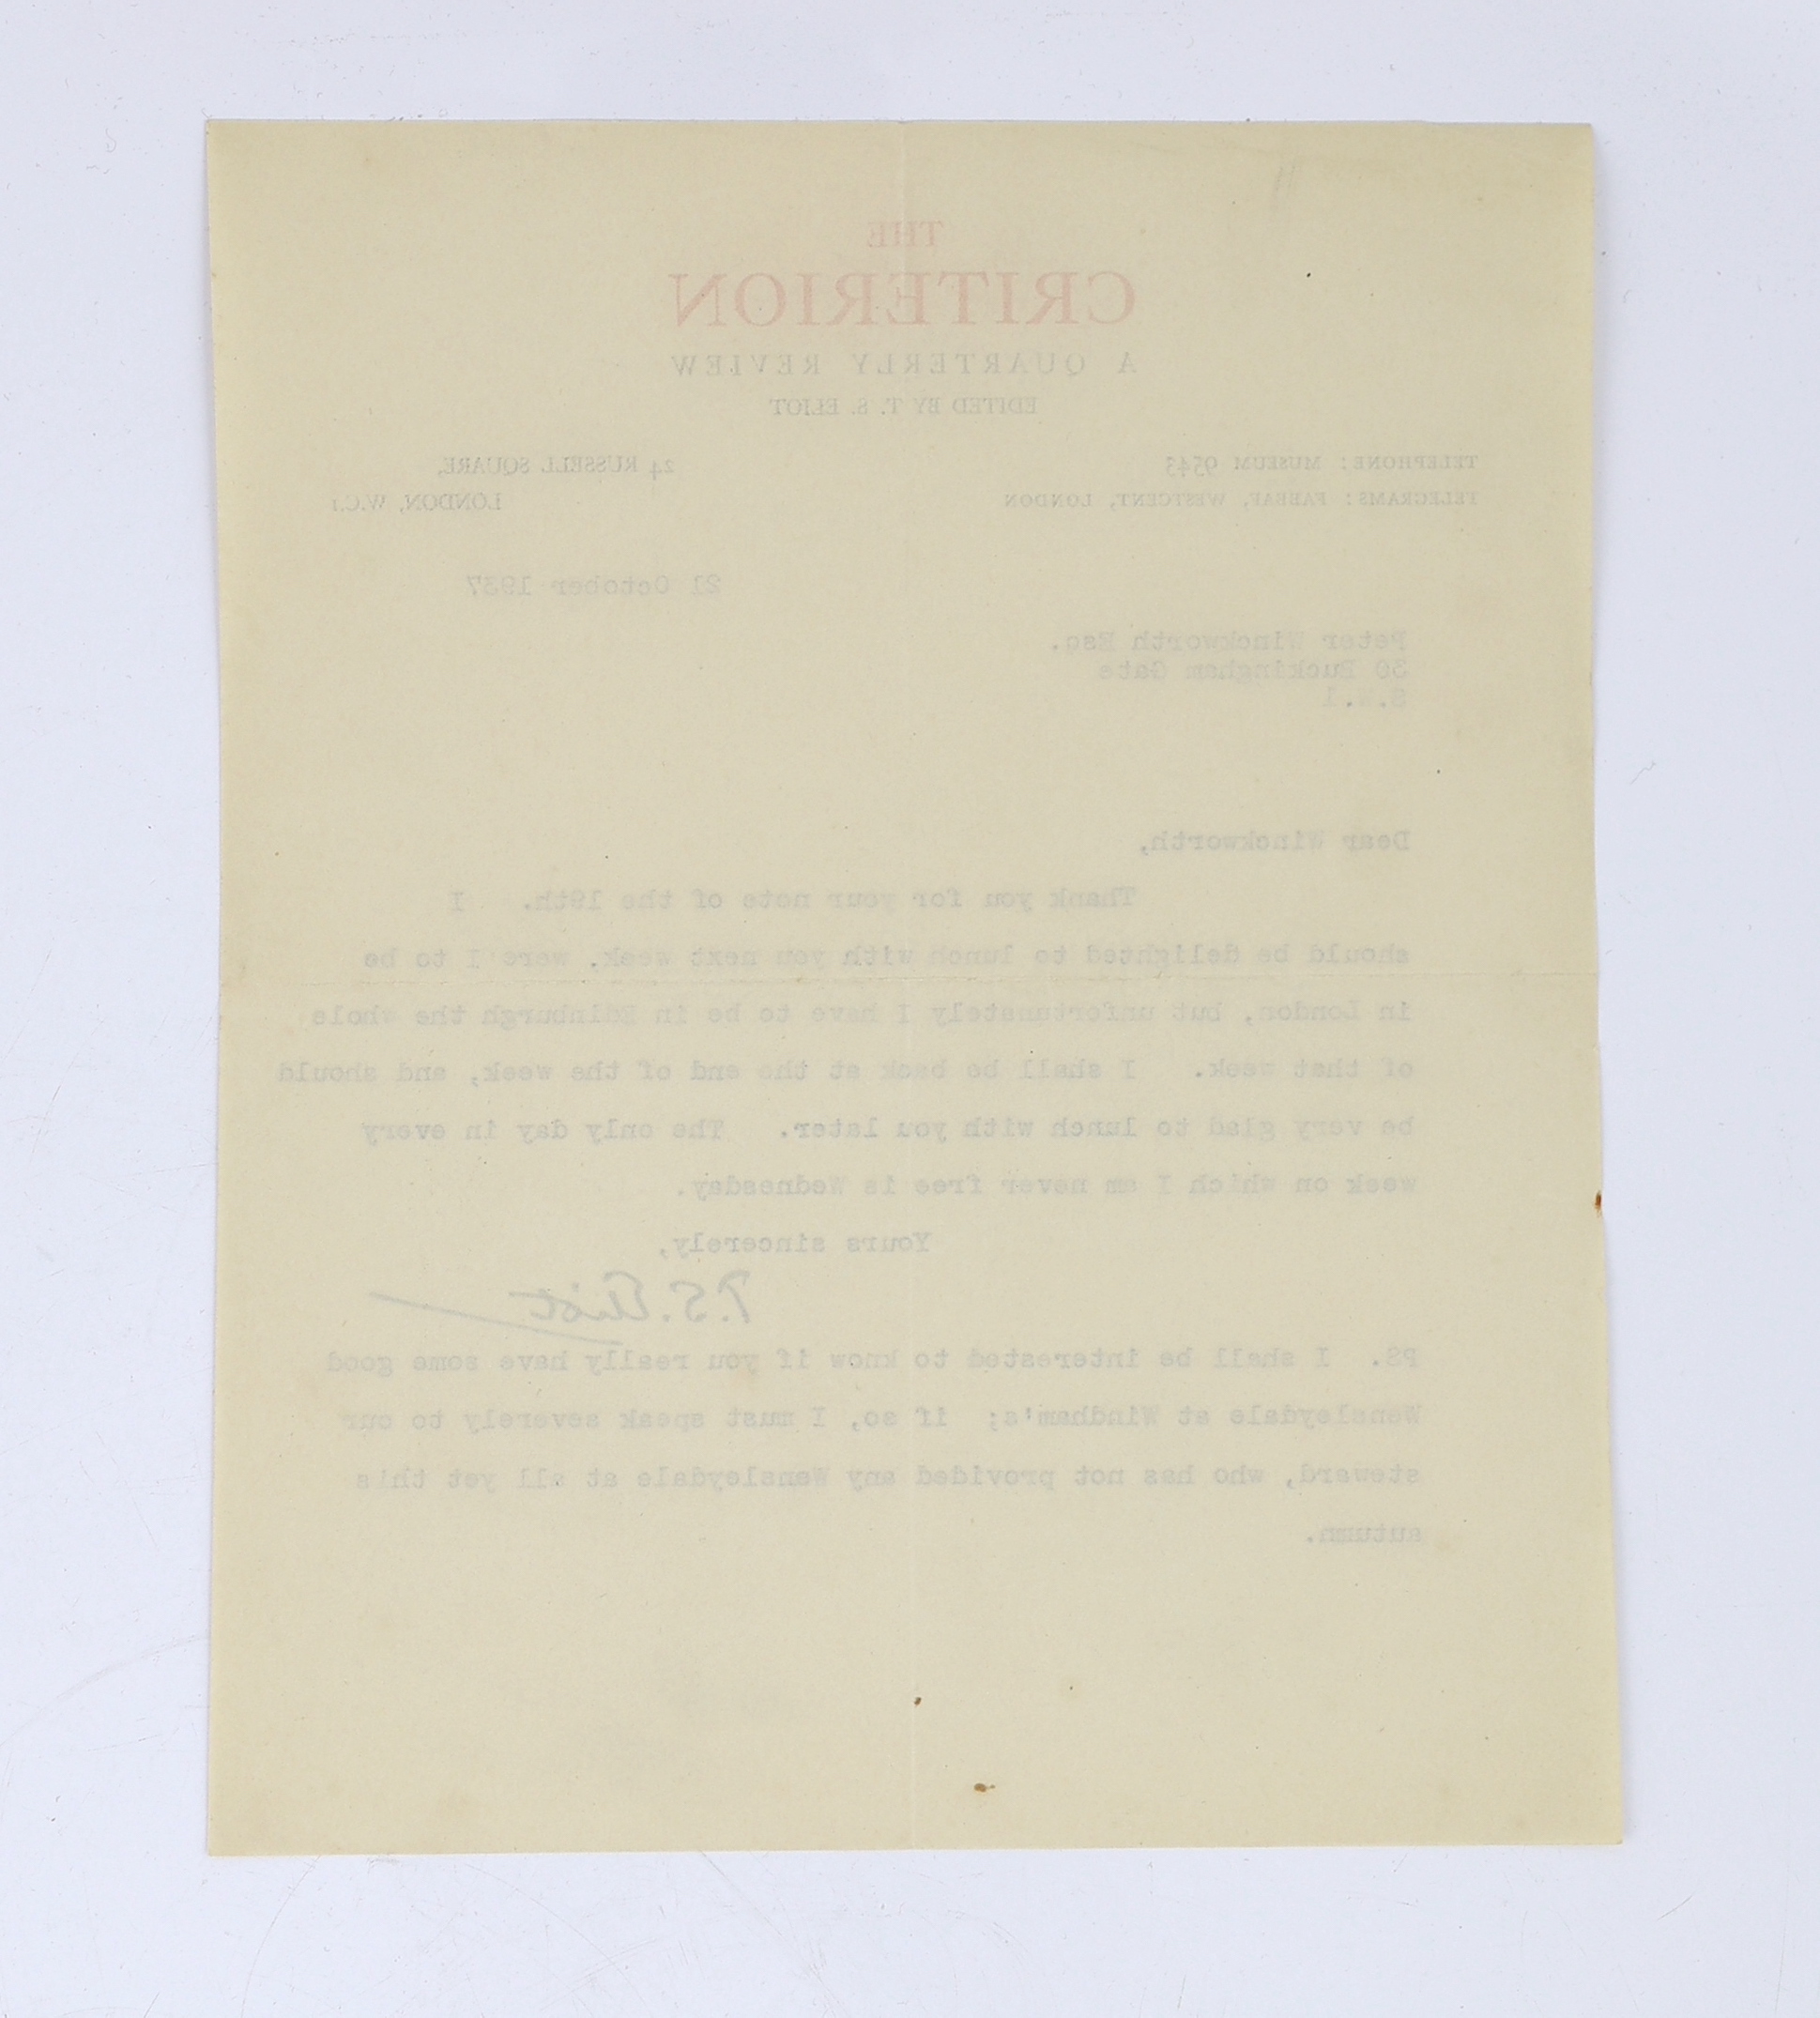 THE
CRITERION
A QUARTERLY REVIEW
EDITED BY T. S. ELIOT
TELEPHONE: MUSEUM 9543
TELEGRAMS: FABBAF, WESTCENT, LONDON
24 RUSSELL SQUARE,
LONDON, W.C.1
21 October 1937
Peter Winckworth Esq.
30 Buckingham Gate
S.W.1
Dear Winckworth,
Thank you for your note of the 19th. I
should be delighted to lunch with you next week, were I to be
in London, but unfortunately I have to be in Edinburgh the whole
of that week. I shall be back at the end of the week, and should
be very glad to lunch with you later. The only day in every
week on which I am never free is Wednesday.
Yours sincerely,
T.S. Eliot
PS. I shall be interested to know if you really have some good
Wensleydale at Windham's; if so, I must speak severely to our
steward, who has not provided any Wensleydale at all yet this
autumn.